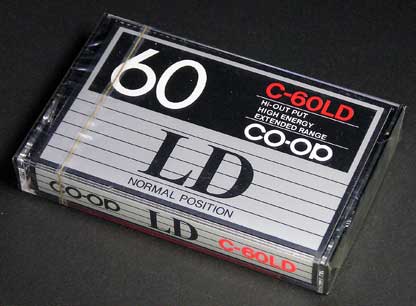 60
C-60LD
HI-OUT PUT
HIGH ENERGY
EXTENDED RANGE
CO-OP
LD
NORMAL POSITION
CO-OP LD C-60LD